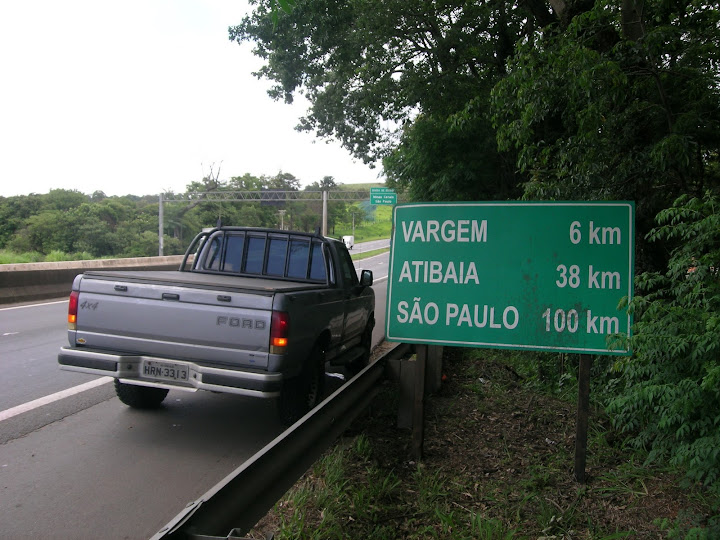 VARGEM 6 km
ATIBAIA 38 km
SÃO PAULO 100 km
4x4
FORD
HRN-3313